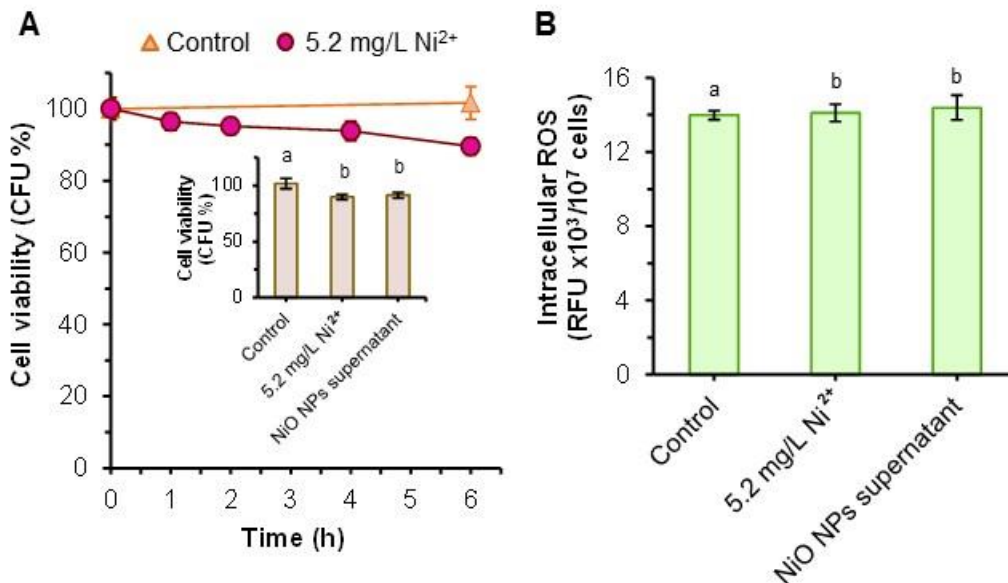 A
Control
5.2 mg/L Ni²⁺
Cell viability (CFU %)
100
80
60
40
20
0
0
1
2
3
4
5
6
Time (h)
Cell viability
(CFU %)
100
50
0
a
b
b
Control
5.2 mg/L Ni²⁺
NiO NPs supernatant
B
Intracellular ROS
(RFU x10³/10⁷ cells)
16
12
8
4
0
a
b
b
Control
5.2 mg/L Ni²⁺
NiO NPs supernatant